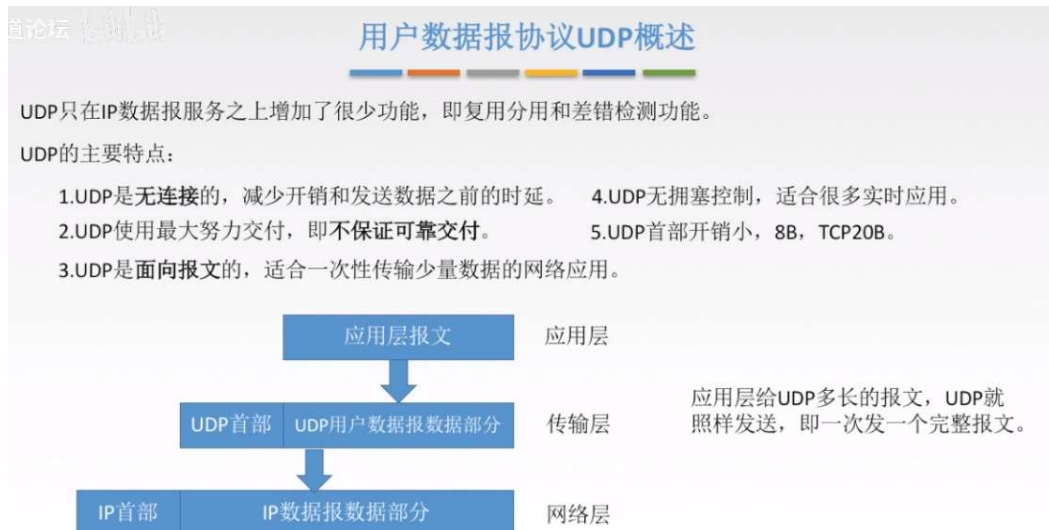 道论坛
用户数据报协议UDP概述
UDP只在IP数据报服务之上增加了很少功能，即复用分用和差错检测功能。
UDP的主要特点：
1.UDP是无连接的，减少开销和发送数据之前的时延。
2.UDP使用最大努力交付，即不保证可靠交付。
3.UDP是面向报文的，适合一次性传输少量数据的网络应用。
4.UDP无拥塞控制，适合很多实时应用。
5.UDP首部开销小，8B，TCP20B。
应用层报文 应用层
UDP首部 UDP用户数据报数据部分 传输层
IP首部 IP数据报数据部分 网络层
应用层给UDP多长的报文，UDP就
照样发送，即一次发一个完整报文。